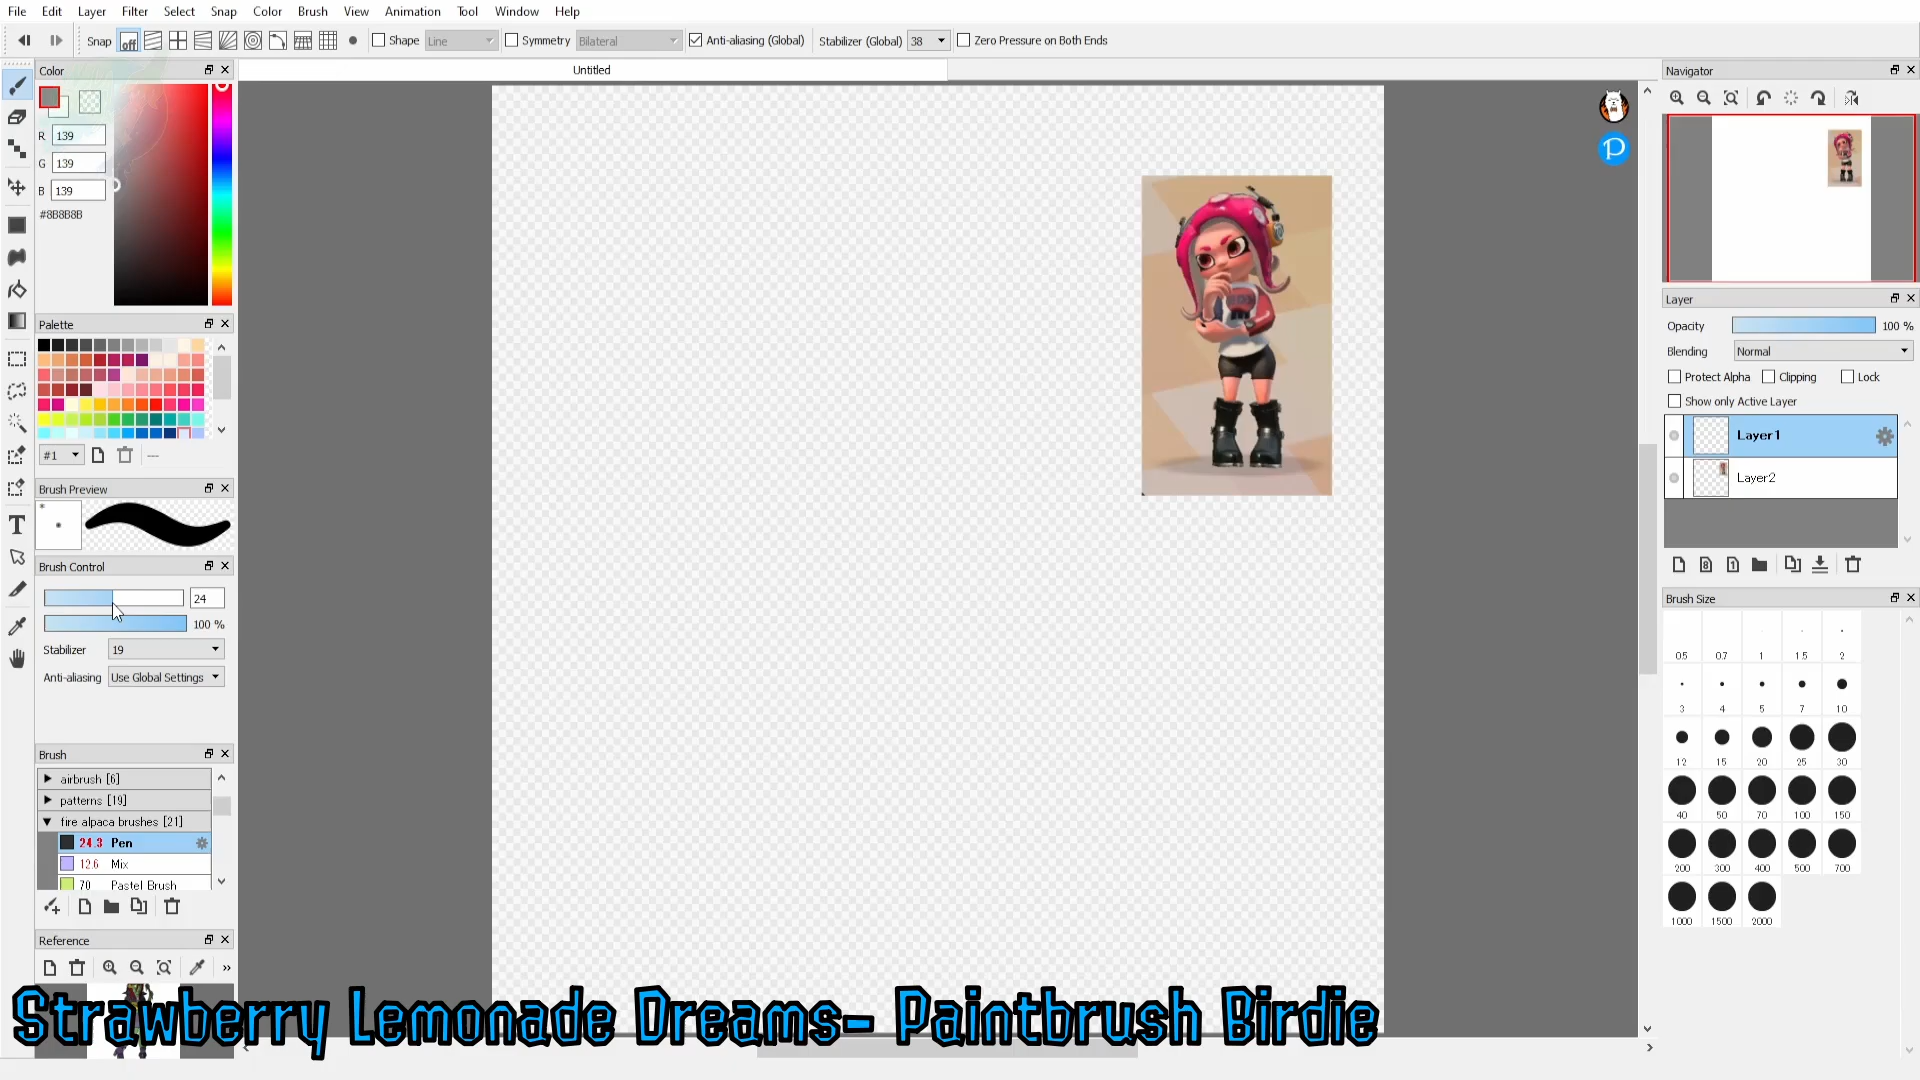 File Edit Layer Filter Select Snap Color Brush View Animation Tool Window Help
Snap off Shape Line Symmetry Bilateral Anti-aliasing (Global) Stabilizer (Global) 38 Zero Pressure on Both Ends
Color
Untitled
Navigator
R 139
G 139
B 139
#8B8B8B
P
Palette
#1
Layer
Opacity 100 %
Blending Normal
Protect Alpha Clipping Lock
Show only Active Layer
Layer1
Layer2
Brush Preview
Brush Control
24
100 %
Stabilizer 19
Anti-aliasing Use Global Settings
Brush Size
0.5 0.7 1 1.5 2
3 4 5 7 10
12 15 20 25 30
40 50 70 100 150
200 300 400 500 700
1000 1500 2000
Brush
airbrush [6]
patterns [19]
fire alpaca brushes [21]
24.3 Pen
12.6 Mix
70 Pastel Brush
Reference
Strawberry Lemonade Dreams- Paintbrush Birdie